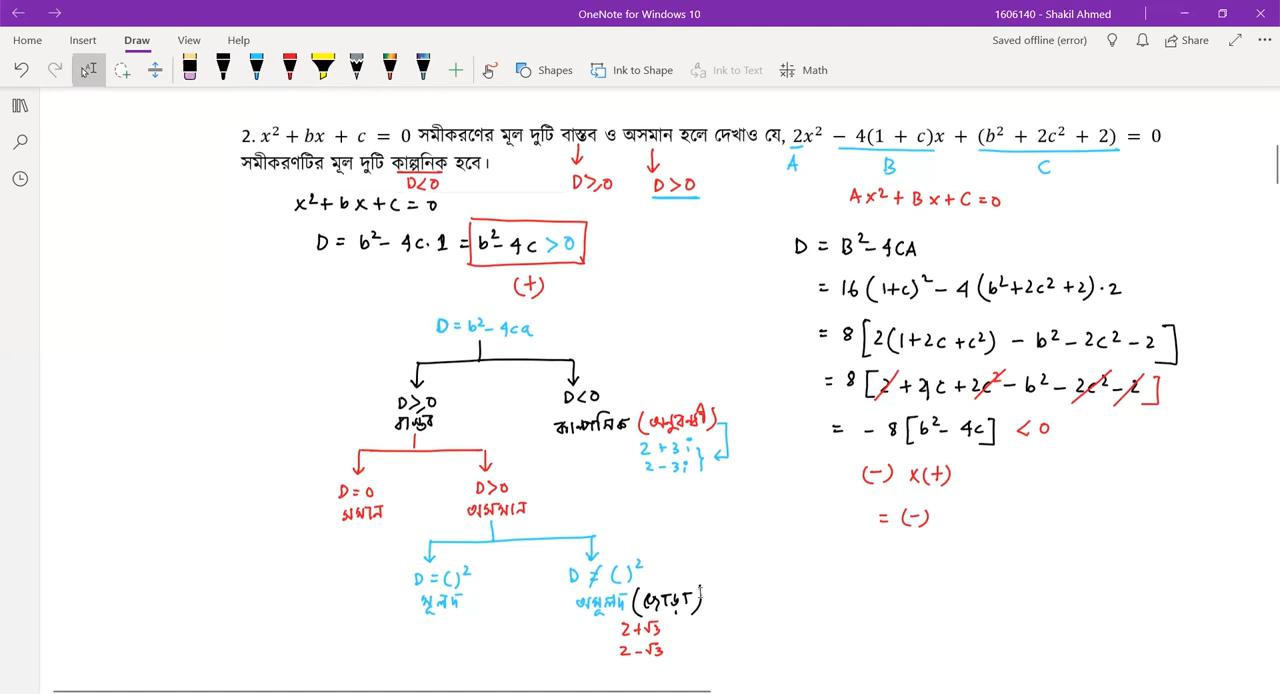 OneNote for Windows 10
1606140 - Shakil Ahmed
Home Insert Draw View Help
Saved offline (error) Share
Shapes Ink to Shape Ink to Text Math
2. x² + bx + c = 0 সমীকরণের মূল দুটি বাস্তব ও অসমান হলে দেখাও যে, 2x² − 4(1 + c)x + (b² + 2c² + 2) = 0
সমীকরণটির মূল দুটি কাল্পনিক হবে।
A B C
D<0 D≥0 D>0
x²+bx+c=0
D = b²-4c·1 = b²-4c >0
(+)
D=b²-4ca
D≥0
বাস্তব
D<0
কাল্পনিক (অনুবন্ধী)
2+3i
2-3i
D=0
সমান
D>0
অসমান
D=( )²
মূলদ
D≠( )²
অমূলদ
2+√3
2-√3
Ax²+Bx+C=0
D = B²-4CA
= 16(1+c)²-4(b²+2c²+2)·2
= 8[2(1+2c+c²) - b²-2c²-2]
= 8[2+4c+2c²-b²-2c²-2]
= -8[b²-4c] <0
(-) x(+)
= (-)